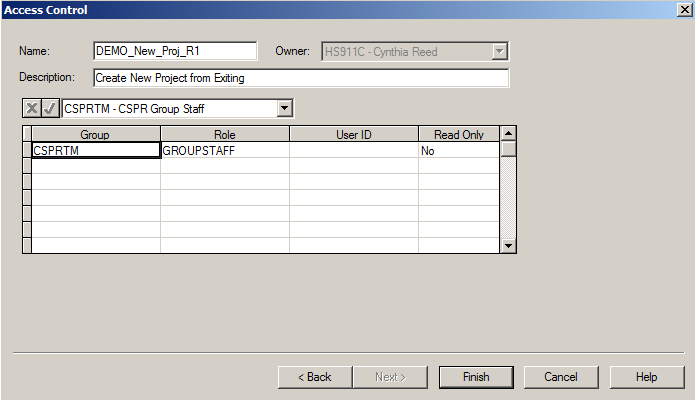 Access Control
Name: DEMO_New_Proj_R1 Owner: HS911C - Cynthia Reed
Description: Create New Project from Exiting
CSPRTM - CSPR Group Staff
Group Role User ID Read Only
CSPRTM GROUPSTAFF No
< Back Next > Finish Cancel Help